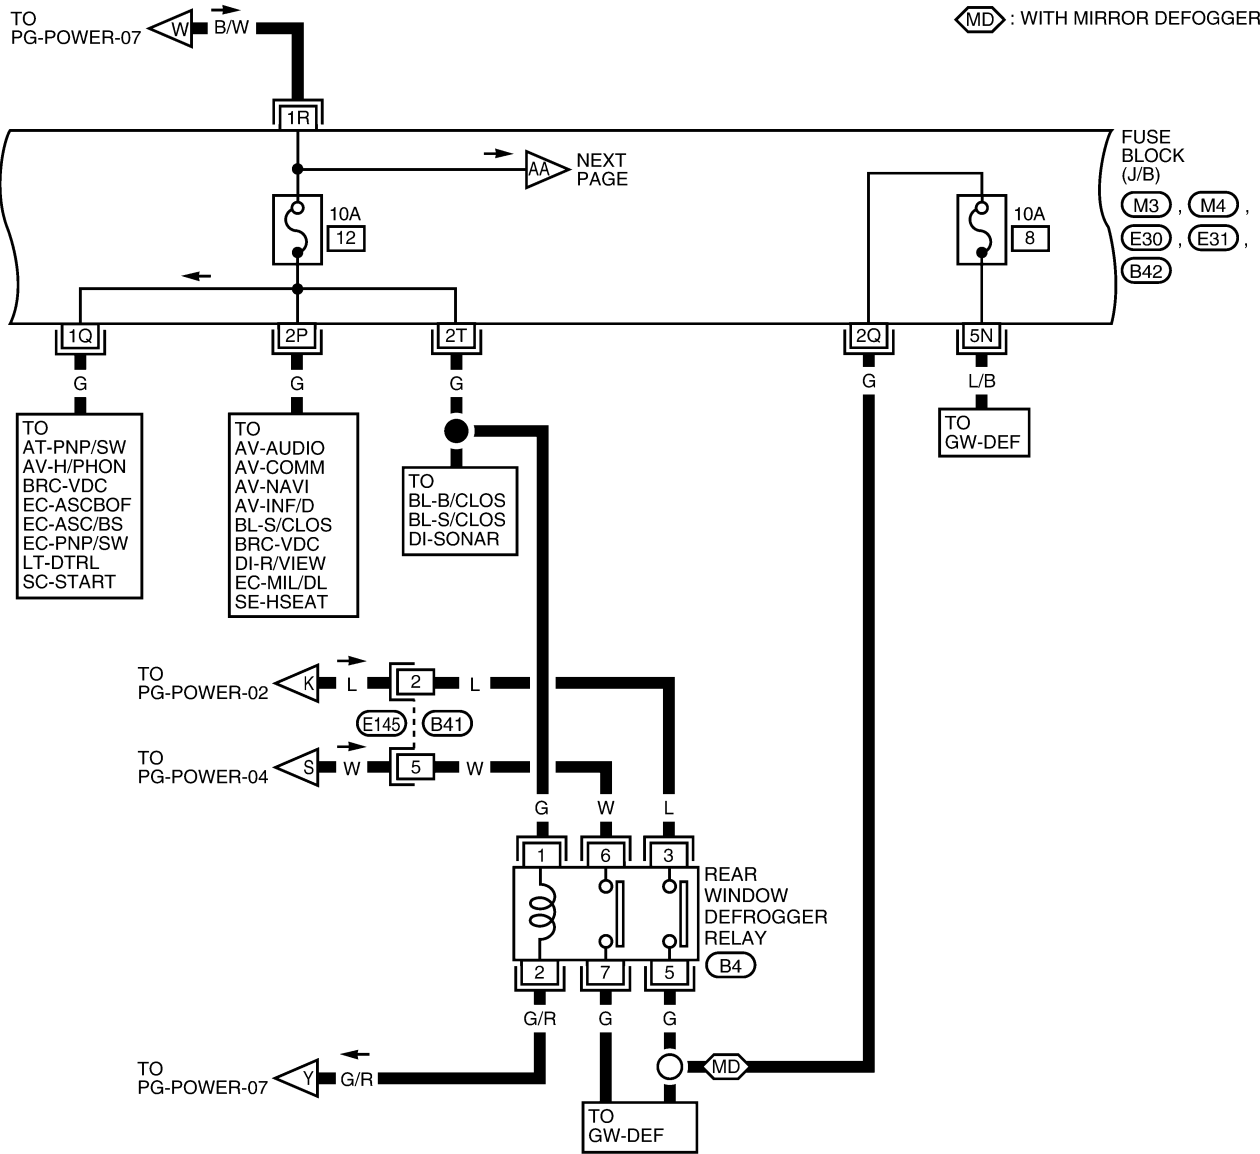 TO
PG-POWER-07
W
B/W
MD : WITH MIRROR DEFOGGER
1R
AA
NEXT
PAGE
10A
12
10A
8
FUSE
BLOCK
(J/B)
M3 , M4 ,
E30 , E31 ,
B42
1Q
2P
2T
2Q
5N
G
G
G
G
L/B
TO
AT-PNP/SW
AV-H/PHON
BRC-VDC
EC-ASCBOF
EC-ASC/BS
EC-PNP/SW
LT-DTRL
SC-START
TO
AV-AUDIO
AV-COMM
AV-NAVI
AV-INF/D
BL-S/CLOS
BRC-VDC
DI-R/VIEW
EC-MIL/DL
SE-HSEAT
TO
BL-B/CLOS
BL-S/CLOS
DI-SONAR
TO
GW-DEF
TO
PG-POWER-02
K
L
2
L
E145
B41
TO
PG-POWER-04
S
W
5
W
G
W
L
1
6
3
REAR
WINDOW
DEFROGGER
RELAY
B4
2
7
5
G/R
G
G
MD
TO
PG-POWER-07
Y
G/R
TO
GW-DEF